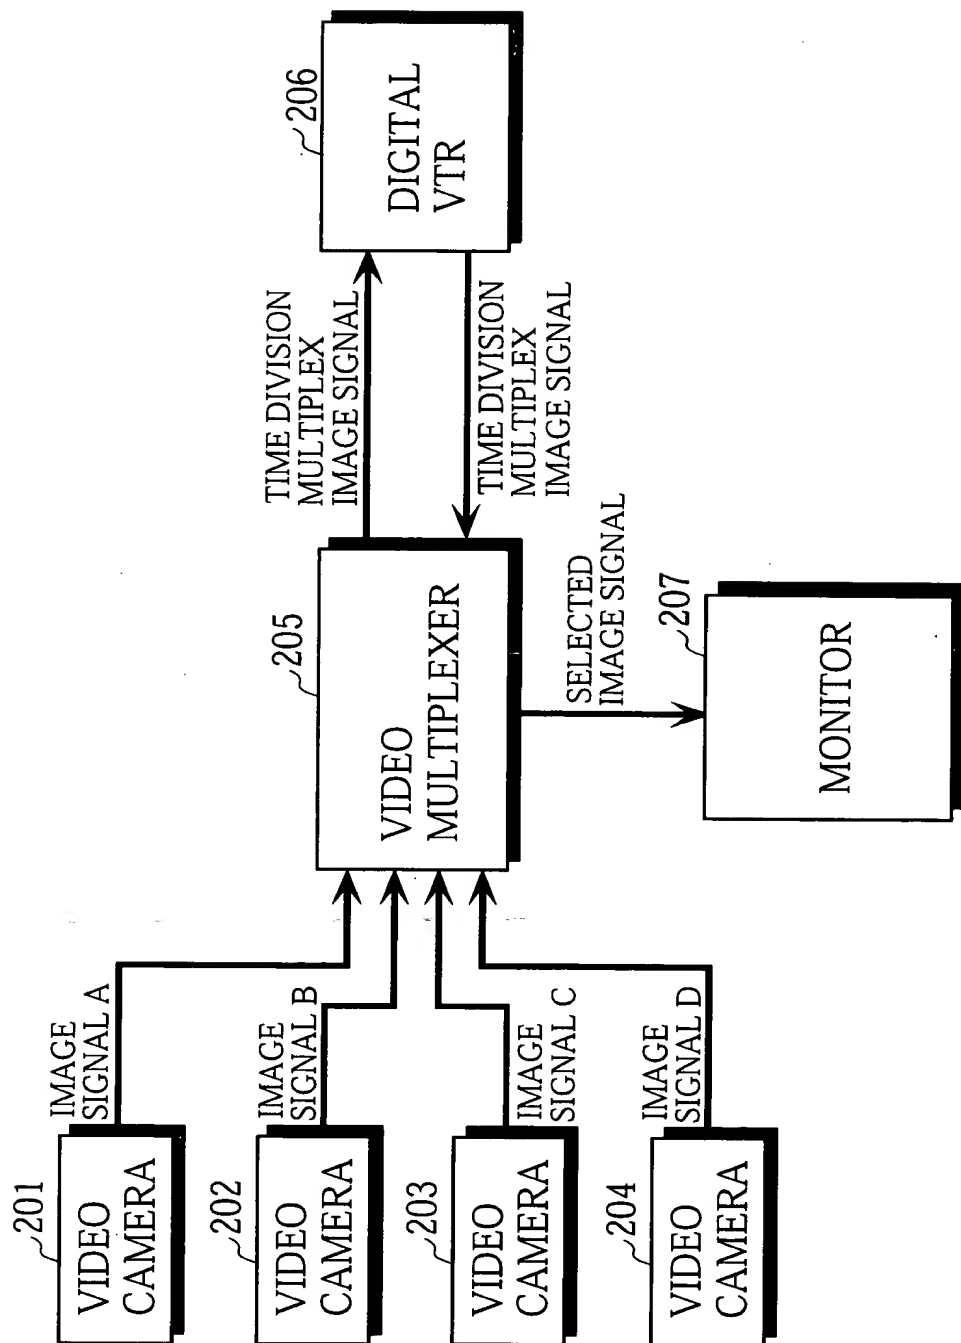 201
VIDEO
CAMERA
IMAGE
SIGNAL A
202
VIDEO
CAMERA
IMAGE
SIGNAL B
203
VIDEO
CAMERA
IMAGE
SIGNAL C
204
VIDEO
CAMERA
IMAGE
SIGNAL D
205
VIDEO
MULTIPLEXER
TIME DIVISION
MULTIPLEX
IMAGE SIGNAL
TIME DIVISION
MULTIPLEX
IMAGE SIGNAL
206
DIGITAL
VTR
SELECTED
IMAGE SIGNAL
207
MONITOR